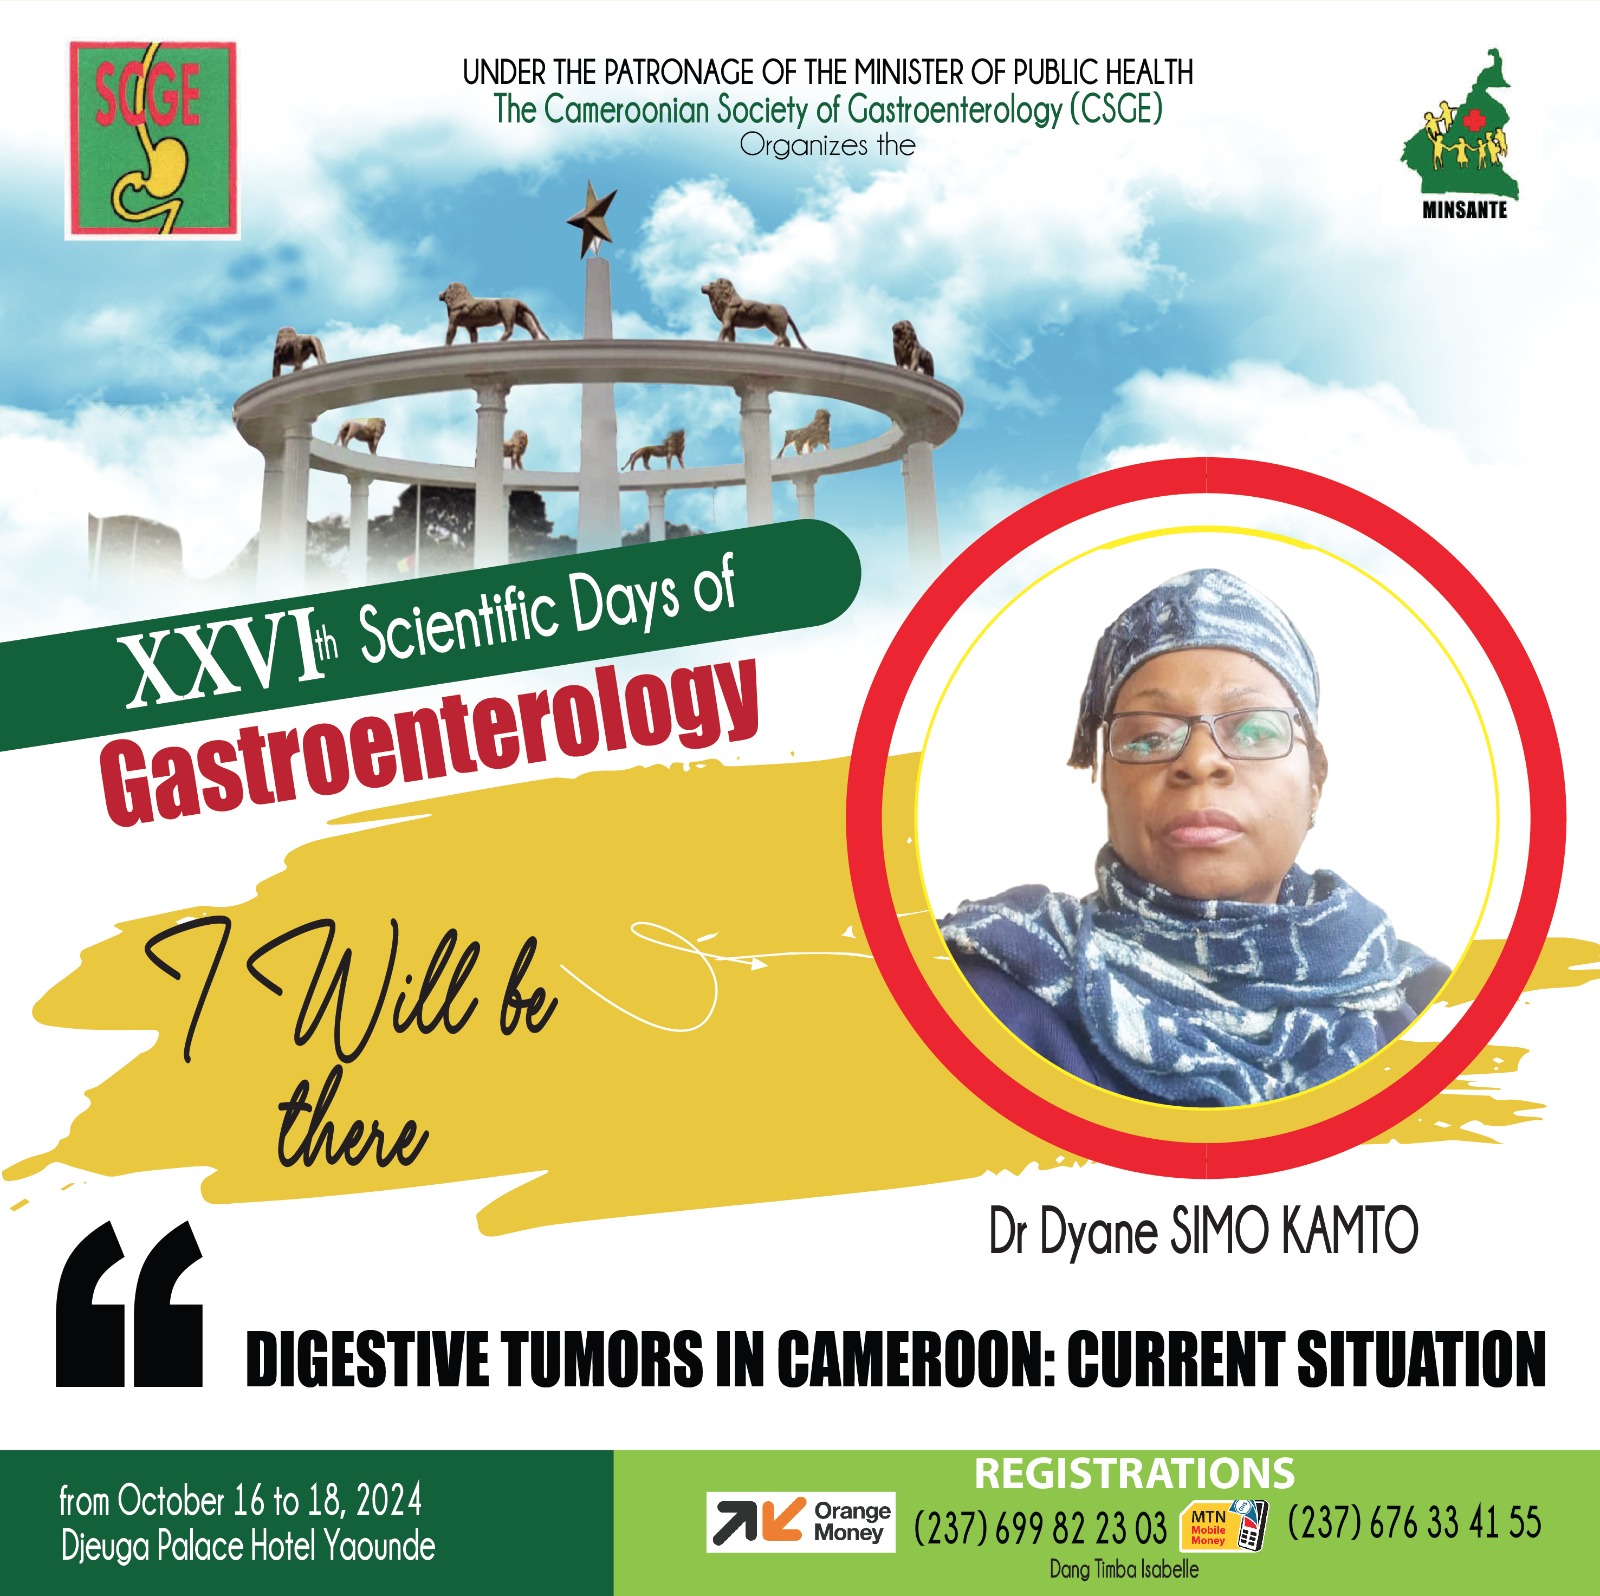 SCGE
UNDER THE PATRONAGE OF THE MINISTER OF PUBLIC HEALTH
The Cameroonian Society of Gastroenterology (CSGE)
Organizes the
MINSANTE
XXVIth Scientific Days of
Gastroenterology
I Will be
there
Dr Dyane SIMO KAMTO
“
DIGESTIVE TUMORS IN CAMEROON: CURRENT SITUATION
from October 16 to 18, 2024
Djeuga Palace Hotel Yaounde
REGISTRATIONS
Orange
Money
(237) 699 82 23 03
MTN
Mobile
Money
(237) 676 33 41 55
Dang Timba Isabelle